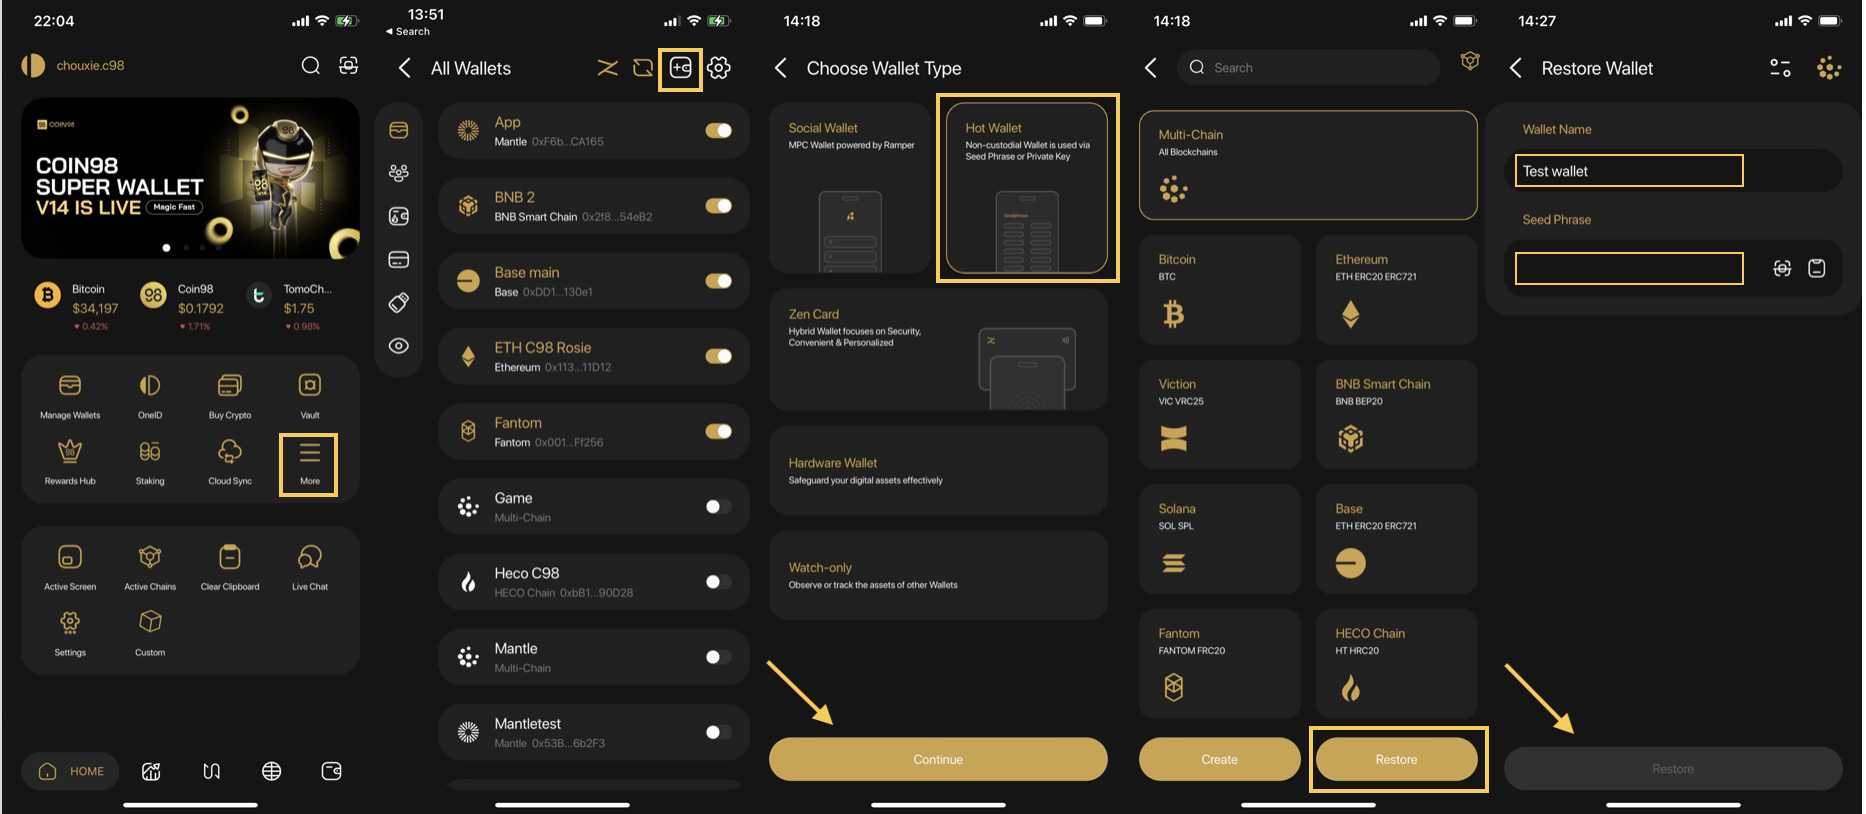 22:04
chouxie.c98
98 COIN98
COIN98
SUPER WALLET
V14 IS LIVE Magic Fast
Bitcoin
$34,197
0.42%
Coin98
$0.1792
1.71%
TomoCh...
$1.75
0.98%
Manage Wallets
OneID
Buy Crypto
Vault
Rewards Hub
Staking
Cloud Sync
More
Active Screen
Active Chains
Clear Clipboard
Live Chat
Settings
Custom
HOME
13:51
Search
All Wallets
App
Mantle 0xF6b...CA165
BNB 2
BNB Smart Chain 0x2f8...54eB2
Base main
Base 0xDD1...130e1
ETH C98 Rosie
Ethereum 0x113...11D12
Fantom
Fantom 0x001...Ff256
Game
Multi-Chain
Heco C98
HECO Chain 0xbB1...90D28
Mantle
Multi-Chain
Mantletest
Mantle 0x53B...6b2F3
14:18
Choose Wallet Type
Social Wallet
MPC Wallet powered by Ramper
Hot Wallet
Non-custodial Wallet is used via
Seed Phrase or Private Key
Seedphrase
Zen Card
Hybrid Wallet focuses on Security,
Convenient & Personalized
Hardware Wallet
Safeguard your digital assets effectively
Watch-only
Observe or track the assets of other Wallets
Continue
14:18
Search
Multi-Chain
All Blockchains
Bitcoin
BTC
Ethereum
ETH ERC20 ERC721
Viction
VIC VRC25
BNB Smart Chain
BNB BEP20
Solana
SOL SPL
Base
ETH ERC20 ERC721
Fantom
FANTOM FRC20
HECO Chain
HT HRC20
Create
Restore
14:27
Restore Wallet
Wallet Name
Test wallet
Seed Phrase
Restore